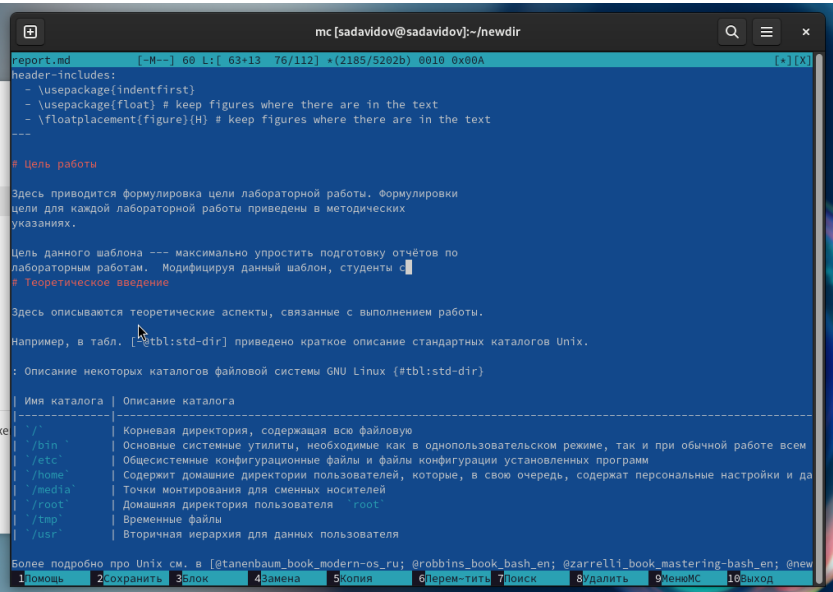 mc [sadavidov@sadavidov]:~/newdir
report.md [-M--] 60 L:[ 63+13 76/112] *(2185/5202b) 0010 0x00A [*][X]
header-includes:
- \usepackage{indentfirst}
- \usepackage{float} # keep figures where there are in the text
- \floatplacement{figure}{H} # keep figures where there are in the text
---
# Цель работы
Здесь приводится формулировка цели лабораторной работы. Формулировки
цели для каждой лабораторной работы приведены в методических
указаниях.
Цель данного шаблона --- максимально упростить подготовку отчётов по
лабораторным работам. Модифицируя данный шаблон, студенты с
# Теоретическое введение
Здесь описываются теоретические аспекты, связанные с выполнением работы.
Например, в табл. [-@tbl:std-dir] приведено краткое описание стандартных каталогов Unix.
: Описание некоторых каталогов файловой системы GNU Linux {#tbl:std-dir}
| Имя каталога | Описание каталога
|--------------|----------------------------------------------------------------------------------------------
| `/` | Корневая директория, содержащая всю файловую
| `/bin ` | Основные системные утилиты, необходимые как в однопользовательском режиме, так и при обычной работе всем
| `/etc` | Общесистемные конфигурационные файлы и файлы конфигурации установленных программ
| `/home` | Содержит домашние директории пользователей, которые, в свою очередь, содержат персональные настройки и да
| `/media` | Точки монтирования для сменных носителей
| `/root` | Домашняя директория пользователя `root`
| `/tmp` | Временные файлы
| `/usr` | Вторичная иерархия для данных пользователя
Более подробно про Unix см. в [@tanenbaum_book_modern-os_ru; @robbins_book_bash_en; @zarrelli_book_mastering-bash_en; @new
1Помощь 2Сохранить 3Блок 4Замена 5Копия 6Перем~тить 7Поиск 8Удалить 9МенюMC 10Выход